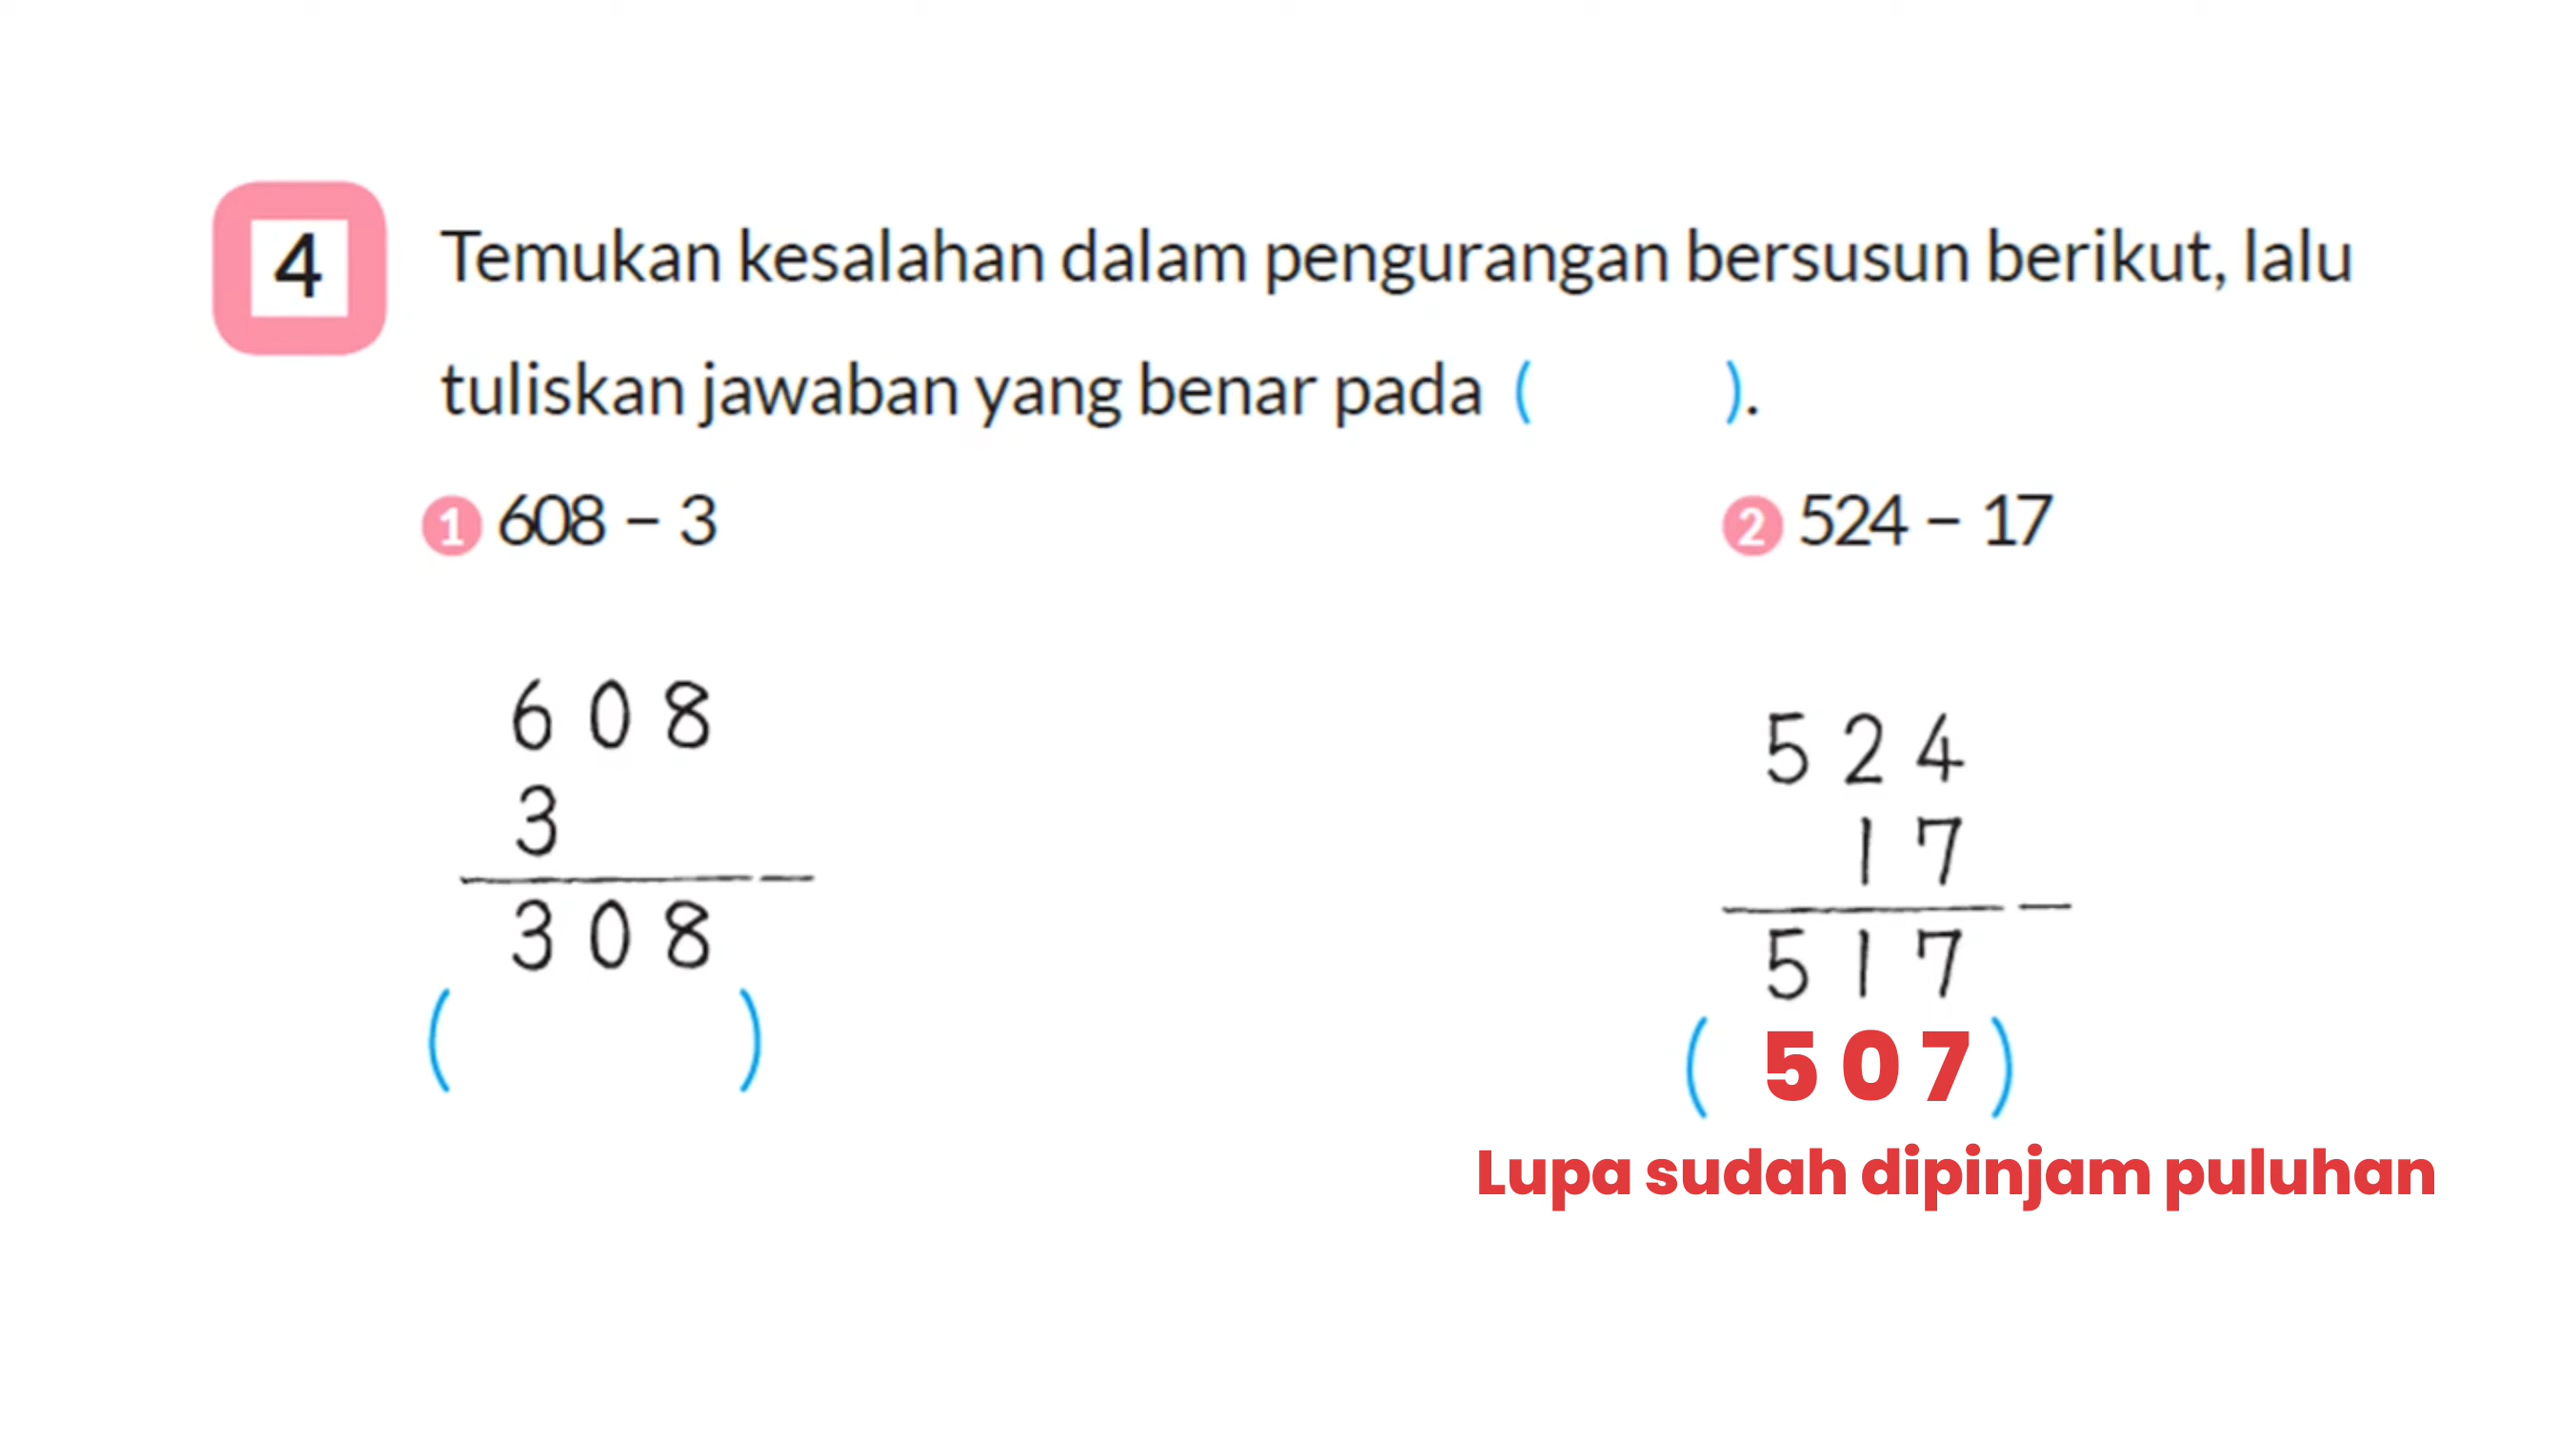 4 Temukan kesalahan dalam pengurangan bersusun berikut, lalu
tuliskan jawaban yang benar pada ( ).
1 608 – 3
608
3
–
308
( )
2 524 – 17
524
17
–
517
( 507 )
Lupa sudah dipinjam puluhan